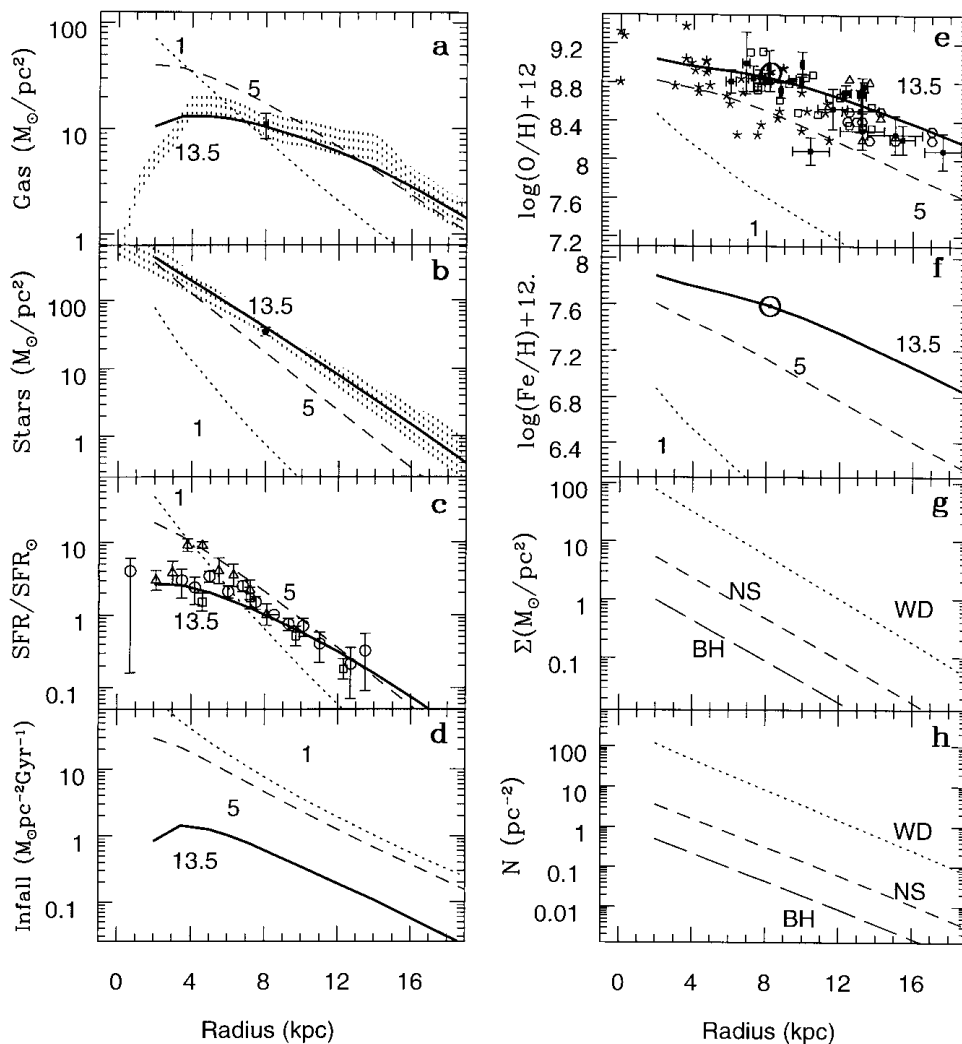 a
100
10
1
Gas (M⊙/pc²)
1
5
13.5
b
100
10
1
Stars (M⊙/pc²)
13.5
5
1
c
10
1
0.1
SFR/SFR⊙
1
5
13.5
d
10
1
0.1
Infall (M⊙pc⁻²Gyr⁻¹)
1
5
13.5
0 4 8 12 16
Radius (kpc)
e
9.2
8.8
8.4
8
7.6
7.2
log(O/H)+12
13.5
5
1
f
8
7.6
7.2
6.8
6.4
log(Fe/H)+12.
13.5
5
1
g
100
10
1
0.1
Σ(M⊙/pc²)
WD
NS
BH
h
100
10
1
0.1
0.01
N (pc⁻²)
WD
NS
BH
0 4 8 12 16
Radius (kpc)